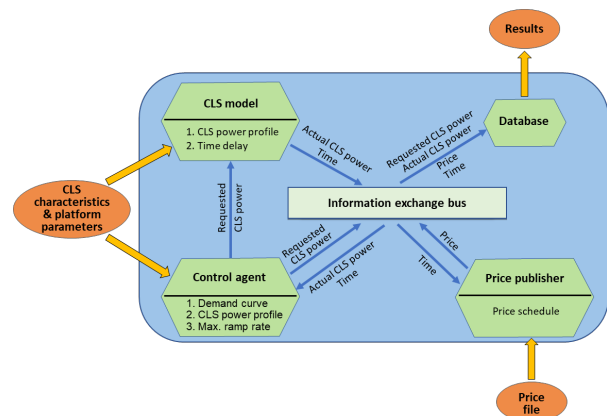 Results
CLS model
1. CLS power profile
2. Time delay
Database
Actual CLS power
Time
Requested CLS power
Actual CLS power
Price
Time
CLS
characteristics
& platform
parameters
Requested
CLS power
Information exchange bus
Requested
CLS power
Actual CLS power
Time
Price
Time
Control agent
1. Demand curve
2. CLS power profile
3. Max. ramp rate
Price publisher
Price schedule
Price
file